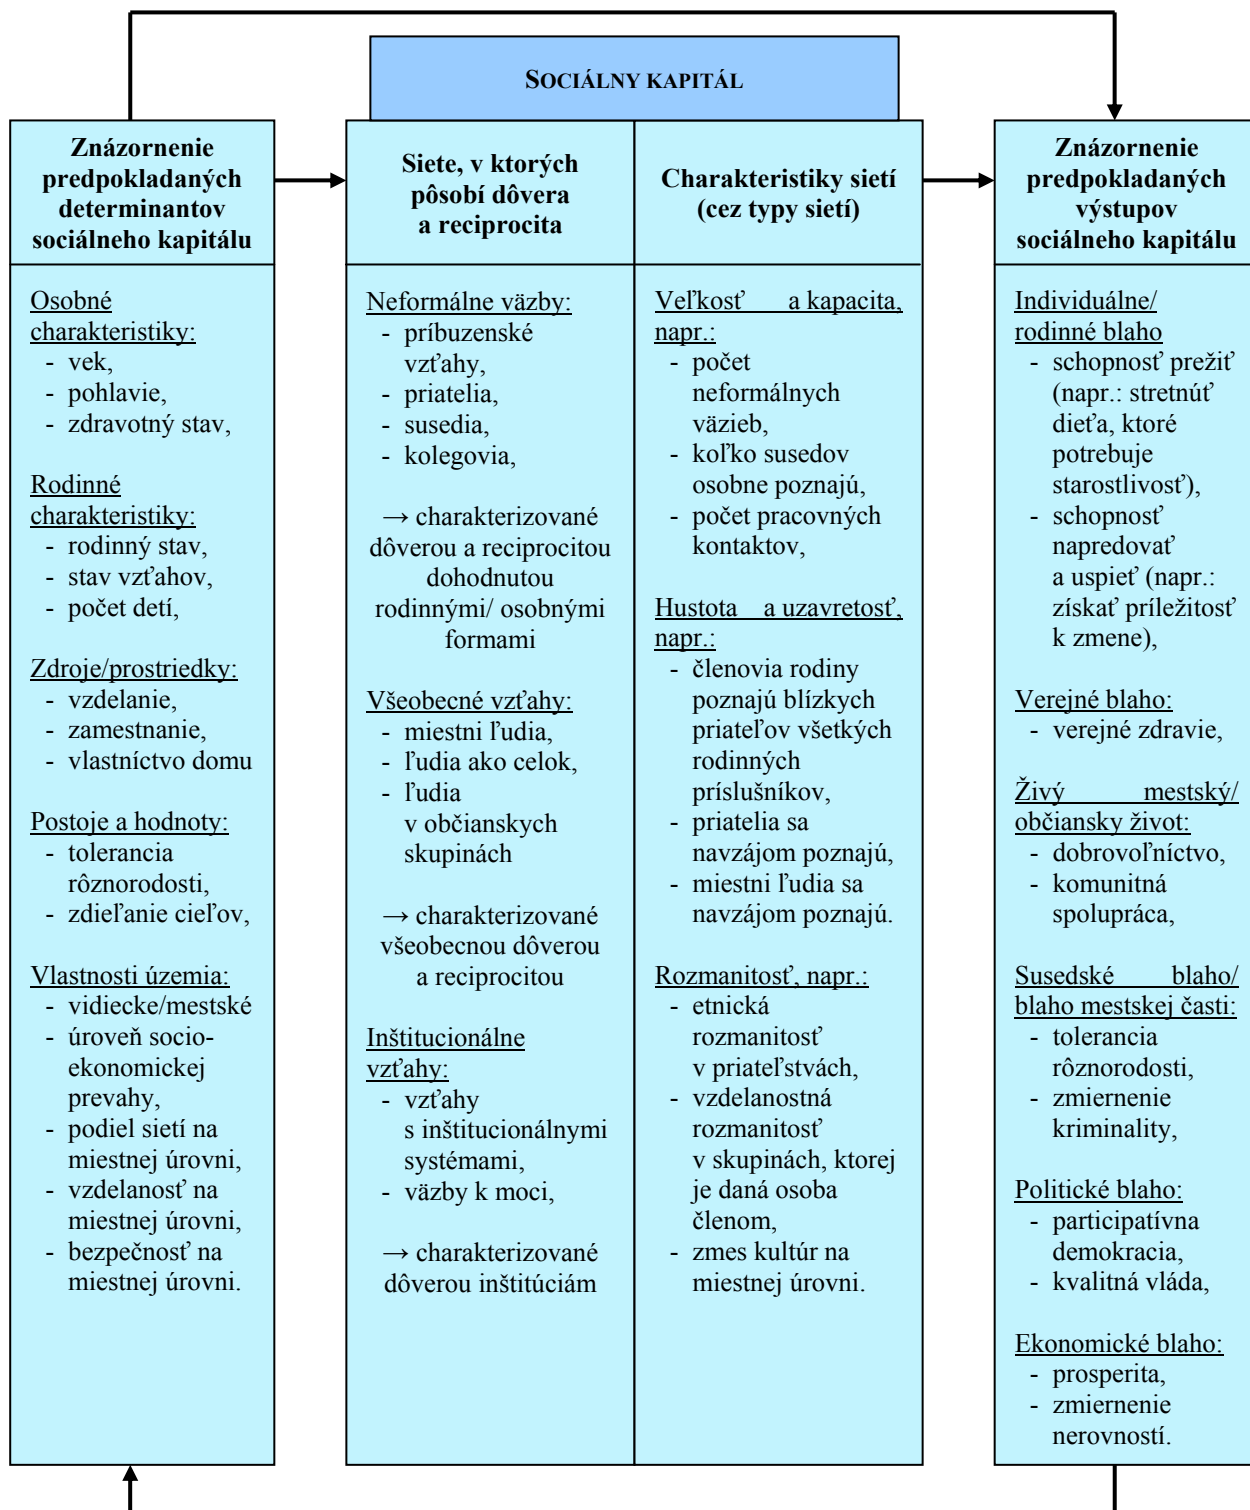 SOCIÁLNY KAPITÁL
Znázornenie
predpokladaných
determinantov
sociálneho kapitálu
Osobné
charakteristiky:
- vek,
- pohlavie,
- zdravotný stav,
Rodinné
charakteristiky:
- rodinný stav,
- stav vzťahov,
- počet detí,
Zdroje/prostriedky:
- vzdelanie,
- zamestnanie,
- vlastníctvo domu
Postoje a hodnoty:
- tolerancia
rôznorodosti,
- zdieľanie cieľov,
Vlastnosti územia:
- vidiecke/mestské
- úroveň socio-
ekonomickej
prevahy,
- podiel sietí na
miestnej úrovni,
- vzdelanosť na
miestnej úrovni,
- bezpečnosť na
miestnej úrovni.
Siete, v ktorých
pôsobí dôvera
a reciprocita
Neformálne väzby:
- príbuzenské
vzťahy,
- priatelia,
- susedia,
- kolegovia,
→ charakterizované
dôverou a reciprocitou
dohodnutou
rodinnými/ osobnými
formami
Všeobecné vzťahy:
- miestni ľudia,
- ľudia ako celok,
- ľudia
v občianskych
skupinách
→ charakterizované
všeobecnou dôverou
a reciprocitou
Inštitucionálne
vzťahy:
- vzťahy
s inštitucionálnymi
systémami,
- väzby k moci,
→ charakterizované
dôverou inštitúciám
Charakteristiky sietí
(cez typy sietí)
Veľkosť a kapacita,
napr.:
- počet
neformálnych
väzieb,
- koľko susedov
osobne poznajú,
- počet pracovných
kontaktov,
Hustota a uzavretosť,
napr.:
- členovia rodiny
poznajú blízkych
priateľov všetkých
rodinných
príslušníkov,
- priatelia sa
navzájom poznajú,
- miestni ľudia sa
navzájom poznajú.
Rozmanitosť, napr.:
- etnická
rozmanitosť
v priateľstvách,
- vzdelanostná
rozmanitosť
v skupinách, ktorej
je daná osoba
členom,
- zmes kultúr na
miestnej úrovni.
Znázornenie
predpokladaných
výstupov
sociálneho kapitálu
Individuálne/
rodinné blaho
- schopnosť prežiť
(napr.: stretnúť
dieťa, ktoré
potrebuje
starostlivosť),
- schopnosť
napredovať
a uspieť (napr.:
získať príležitosť
k zmene),
Verejné blaho:
- verejné zdravie,
Živý mestský/
občiansky život:
- dobrovoľníctvo,
- komunitná
spolupráca,
Susedské blaho/
blaho mestskej časti:
- tolerancia
rôznorodosti,
- zmiernenie
kriminality,
Politické blaho:
- participatívna
demokracia,
- kvalitná vláda,
Ekonomické blaho:
- prosperita,
- zmiernenie
nerovností.